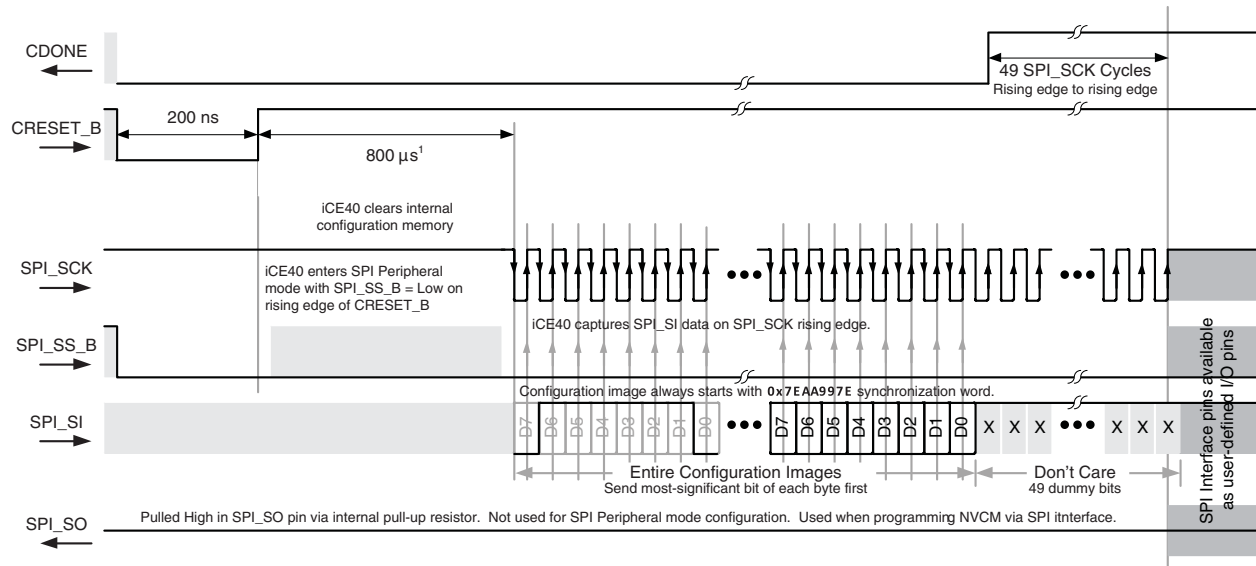 CDONE
49 SPI_SCK Cycles
Rising edge to rising edge
CRESET_B
200 ns
800 µs¹
iCE40 clears internal
configuration memory
SPI_SCK
iCE40 enters SPI Peripheral
mode with SPI_SS_B = Low on
rising edge of CRESET_B
iCE40 captures SPI_SI data on SPI_SCK rising edge.
SPI_SS_B
Configuration image always starts with 0x7EAA997E synchronization word.
SPI_SI
D7 D6 D5 D4 D3 D2 D1 D0
D7 D6 D5 D4 D3 D2 D1 D0
X X X X X X
Entire Configuration Images
Send most-significant bit of each byte first
Don't Care
49 dummy bits
SPI Interface pins available
as user-defined I/O pins
SPI_SO
Pulled High in SPI_SO pin via internal pull-up resistor. Not used for SPI Peripheral mode configuration. Used when programming NVCM via SPI itnterface.